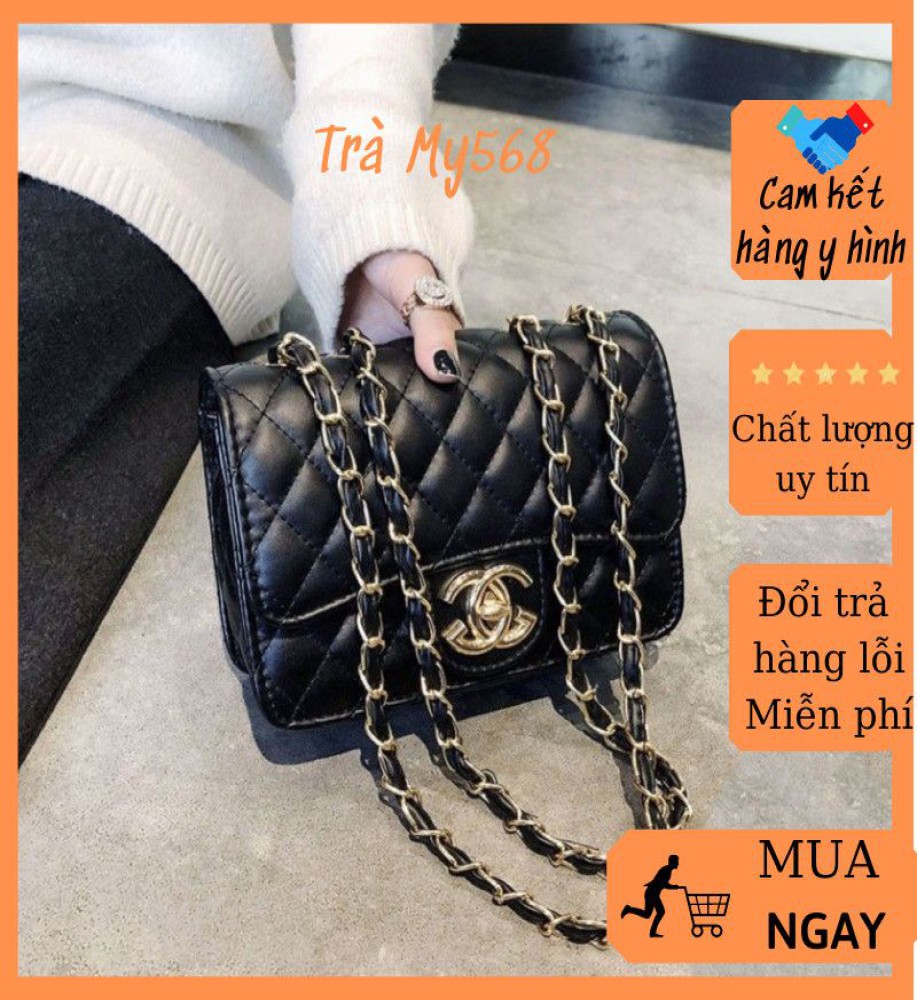 Trà My568
Cam kết
hàng y hình
Chất lượng
uy tín
Đổi trả
hàng lỗi
Miễn phí
MUA
NGAY